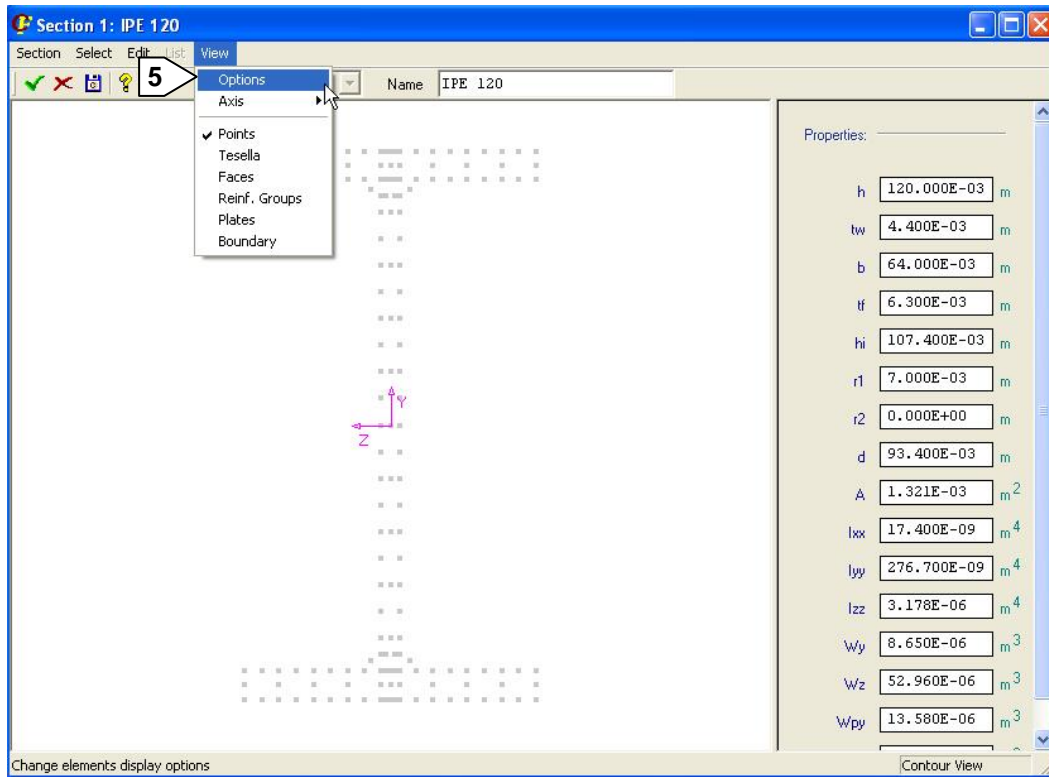 Section 1: IPE 120
Section Select Edit List View
5
Name IPE 120
Options
Axis
Points
Tesella
Faces
Reinf. Groups
Plates
Boundary
Y
Z
Properties:
h 120.000E-03 m
tw 4.400E-03 m
b 64.000E-03 m
tf 6.300E-03 m
hi 107.400E-03 m
r1 7.000E-03 m
r2 0.000E+00 m
d 93.400E-03 m
A 1.321E-03 m2
Ixx 17.400E-09 m4
Iyy 276.700E-09 m4
Izz 3.178E-06 m4
Wy 8.650E-06 m3
Wz 52.960E-06 m3
Wpy 13.580E-06 m3
Change elements display options
Contour View